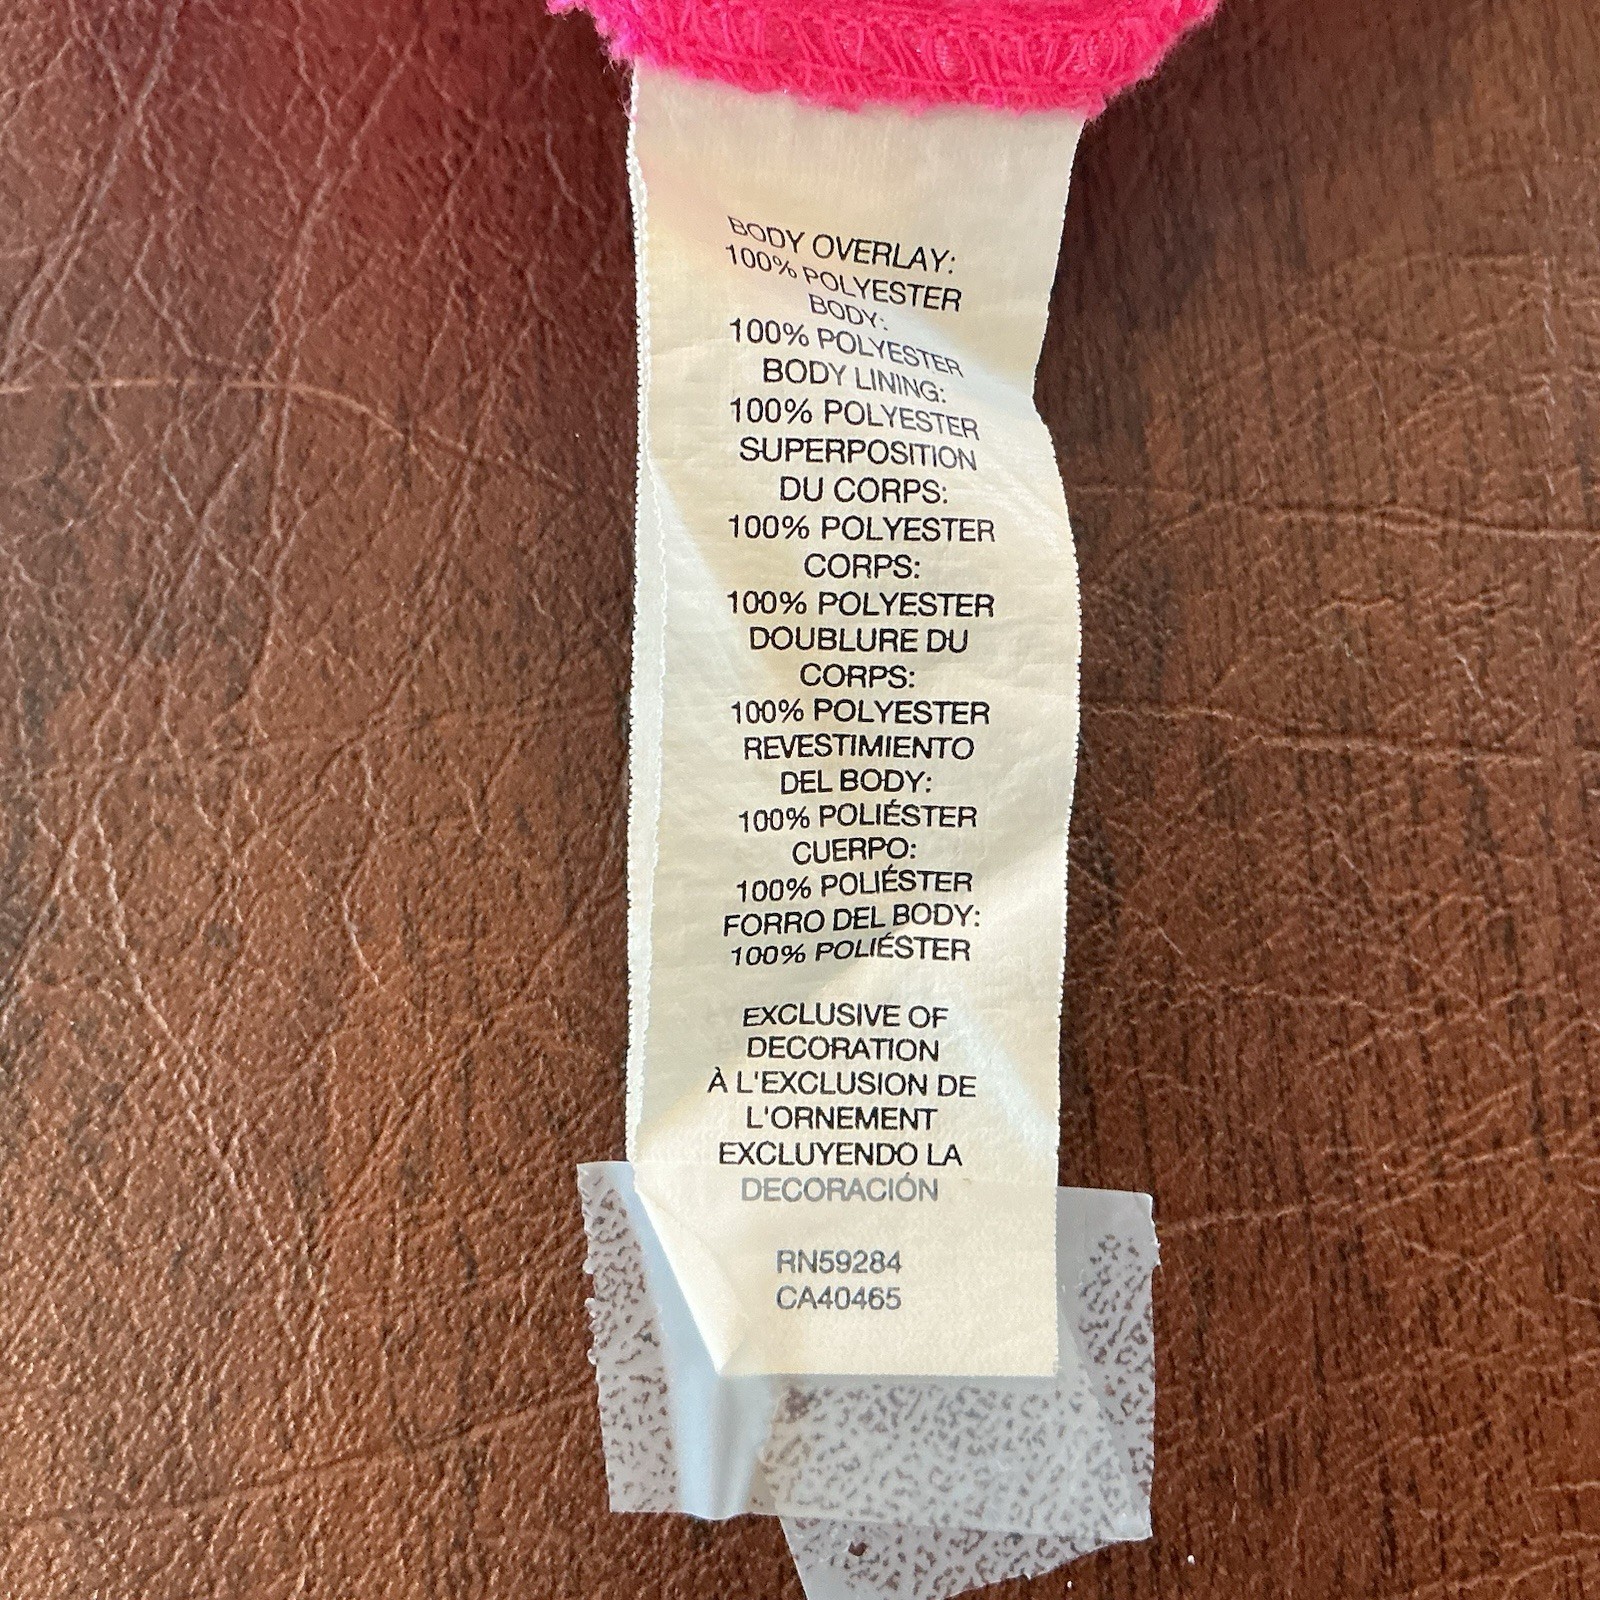 BODY OVERLAY:
100% POLYESTER
BODY:
100% POLYESTER
BODY LINING:
100% POLYESTER
SUPERPOSITION
DU CORPS:
100% POLYESTER
CORPS:
100% POLYESTER
DOUBLURE DU
CORPS:
100% POLYESTER
REVESTIMIENTO
DEL BODY:
100% POLIÉSTER
CUERPO:
100% POLIÉSTER
FORRO DEL BODY:
100% POLIÉSTER
EXCLUSIVE OF
DECORATION
À L'EXCLUSION DE
L'ORNEMENT
EXCLUYENDO LA
DECORACIÓN
RN59284
CA40465